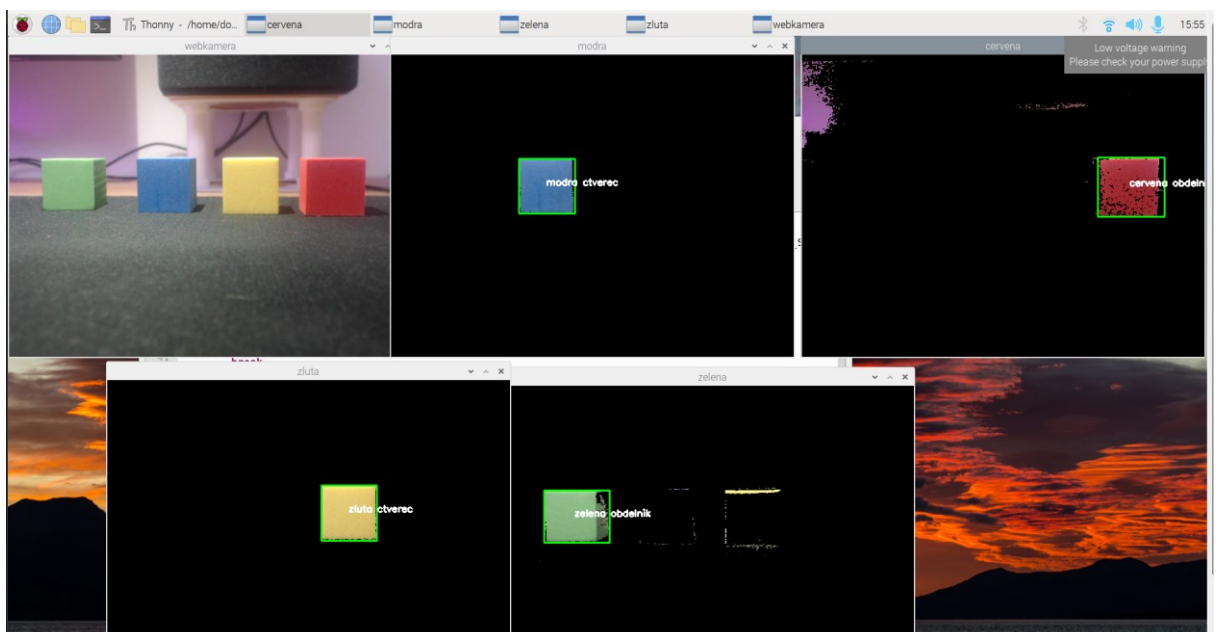 Thonny - /home/do...
cervena
modra
zelena
zluta
webkamera
15:55
webkamera
modra
cervena
Low voltage warning
Please check your power supply
modra ctverec
cervena obdeln
break
zluta
zelena
zluta ctverec
zelena obdelnik